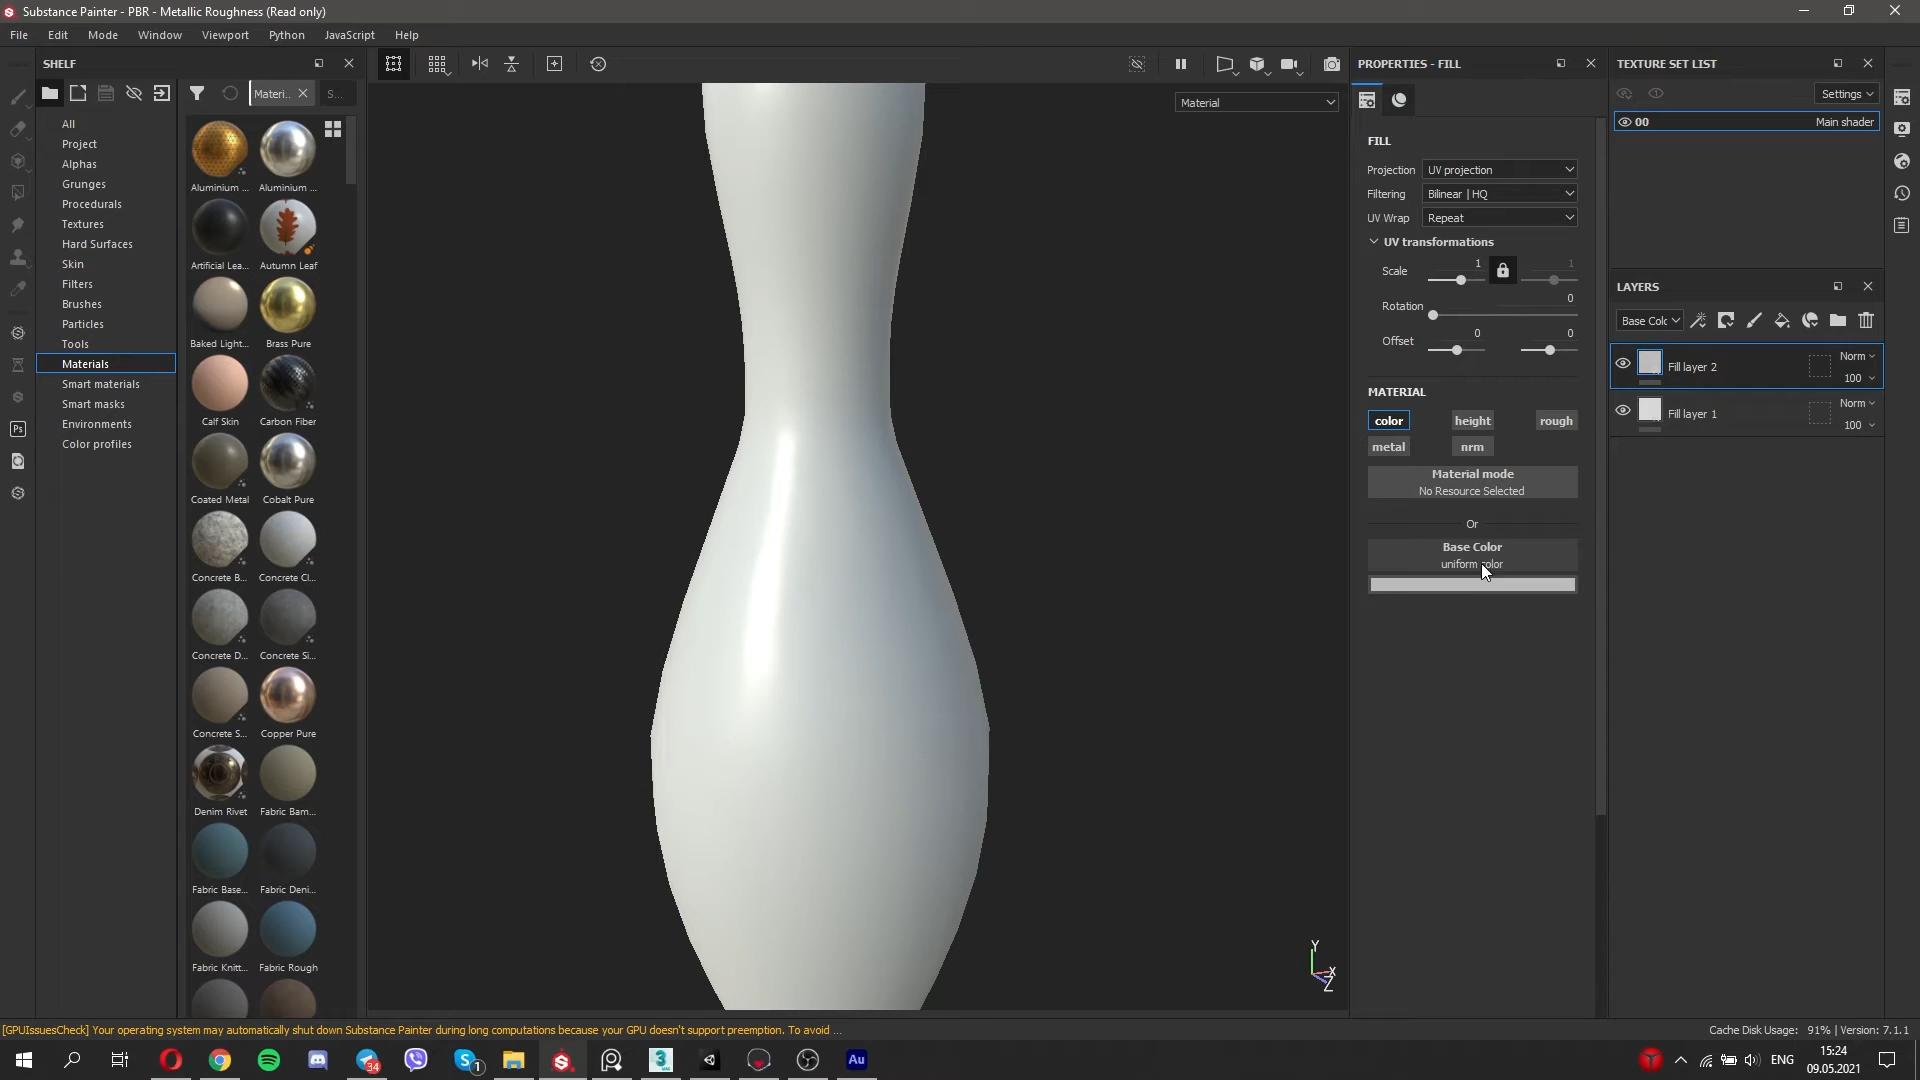 Substance Painter - PBR - Metallic Roughness (Read only)
File Edit Mode Window Viewport Python JavaScript Help
SHELF
Materi...
S...
All
Project
Alphas
Grunges
Procedurals
Textures
Hard Surfaces
Skin
Filters
Brushes
Particles
Tools
Materials
Smart materials
Smart masks
Environments
Color profiles
Ps
Aluminium ... Aluminium ...
Artificial Lea... Autumn Leaf
Baked Light... Brass Pure
Calf Skin Carbon Fiber
Coated Metal Cobalt Pure
Concrete B... Concrete Cl...
Concrete D... Concrete Si...
Concrete S... Copper Pure
Denim Rivet Fabric Bam...
Fabric Base... Fabric Deni...
Fabric Knitt... Fabric Rough
Material
Y
X
Z
PROPERTIES - FILL
FILL
Projection UV projection
Filtering Bilinear | HQ
UV Wrap Repeat
UV transformations
Scale 1 1
Rotation 0
Offset 0 0
MATERIAL
color height rough
metal nrm
Material mode
No Resource Selected
Or
Base Color
uniform color
TEXTURE SET LIST
Settings
00 Main shader
LAYERS
Base Colc
Fill layer 2 Norm
100
Fill layer 1 Norm
100
[GPUIssuesCheck] Your operating system may automatically shut down Substance Painter during long computations because your GPU doesn't support preemption. To avoid ...
Cache Disk Usage: 91% | Version: 7.1.1
34
1
3
Au
ENG
15:24
09.05.2021